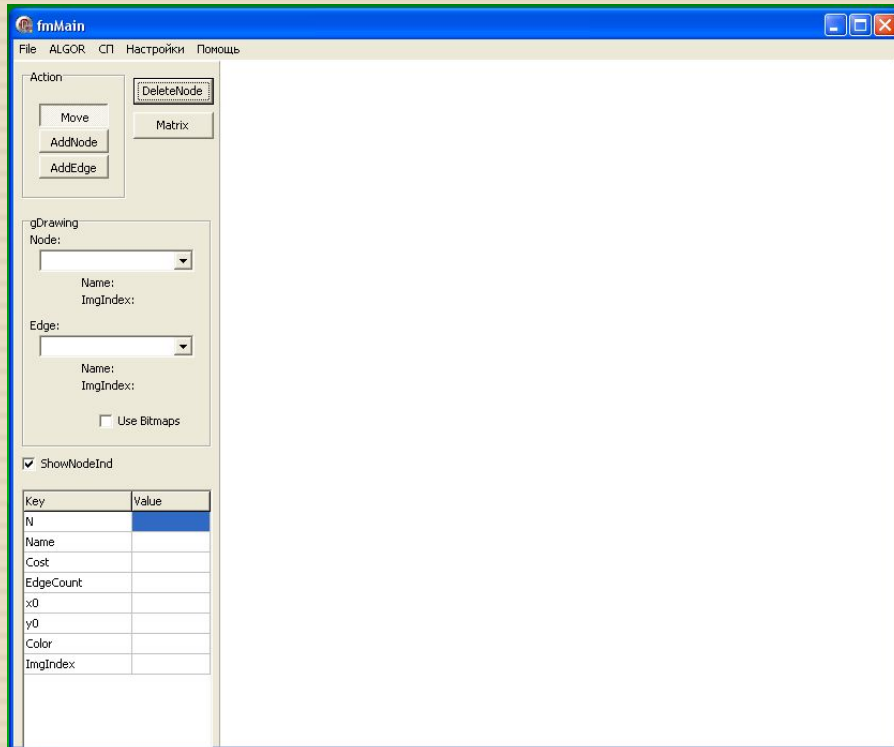 fmMain
File ALGOR СП Настройки Помощь
Action
DeleteNode
Move
Matrix
AddNode
AddEdge
gDrawing
Node:
Name:
ImgIndex:
Edge:
Name:
ImgIndex:
Use Bitmaps
ShowNodeInd
Key Value
N
Name
Cost
EdgeCount
x0
y0
Color
ImgIndex